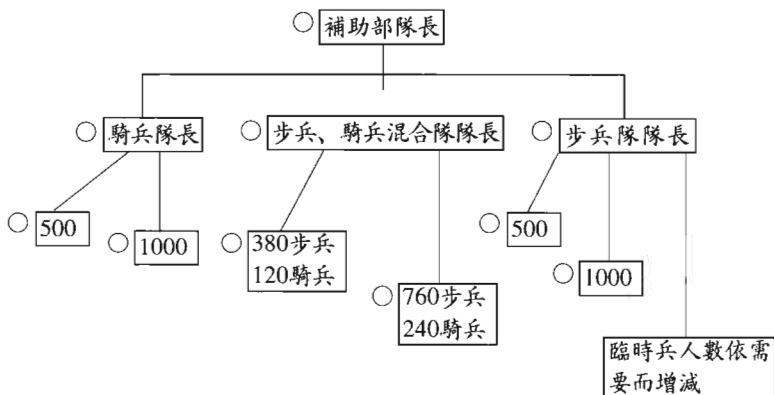 補助部隊長
騎兵隊長
步兵、騎兵混合隊隊長
步兵隊隊長
500
1000
380步兵
120騎兵
760步兵
240騎兵
500
1000
臨時兵人數依需
要而增減